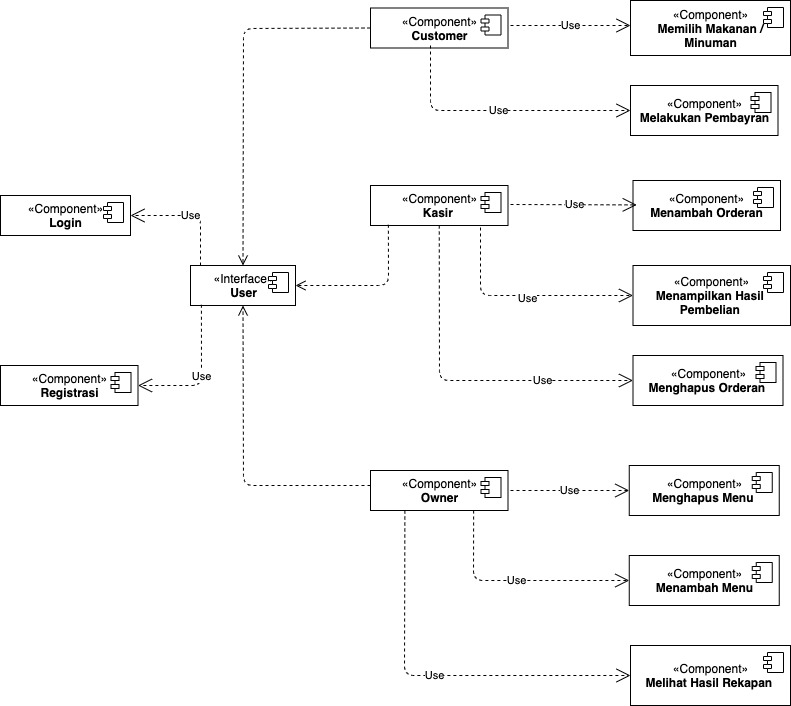 «Component»
Customer
Use
«Component»
Memilih Makanan /
Minuman
Use
«Component»
Melakukan Pembayran
«Component»
Login
Use
«Component»
Kasir
Use
«Component»
Menambah Orderan
«Interface»
User
Use
«Component»
Menampilkan Hasil
Pembelian
«Component»
Registrasi
Use
Use
«Component»
Menghapus Orderan
«Component»
Owner
Use
«Component»
Menghapus Menu
Use
«Component»
Menambah Menu
Use
«Component»
Melihat Hasil Rekapan